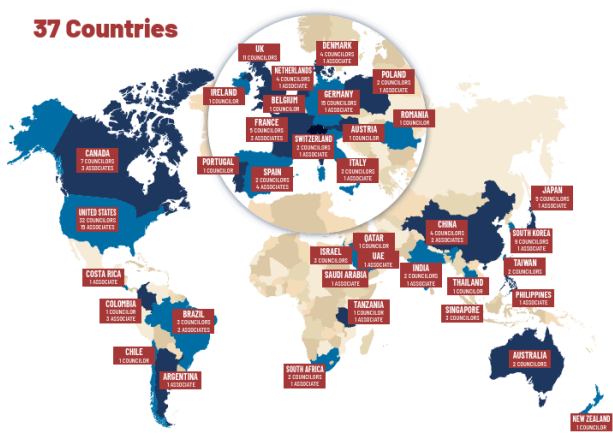 37 Countries
UK
11 COUNCILORS
DENMARK
4 COUNCILORS
1 ASSOCIATE
NETHERLANDS
4 COUNCILORS
1 ASSOCIATE
POLAND
2 COUNCILORS
1 ASSOCIATE
IRELAND
1 COUNCILOR
BELGIUM
1 COUNCILOR
GERMANY
15 COUNCILORS
1 ASSOCIATE
ROMANIA
1 COUNCILOR
FRANCE
5 COUNCILORS
3 ASSOCIATES
AUSTRIA
1 COUNCILOR
SWITZERLAND
2 COUNCILORS
1 ASSOCIATE
PORTUGAL
1 COUNCILOR
SPAIN
2 COUNCILORS
4 ASSOCIATES
ITALY
3 COUNCILORS
1 ASSOCIATE
CANADA
7 COUNCILORS
3 ASSOCIATES
UNITED STATES
32 COUNCILORS
15 ASSOCIATES
JAPAN
5 COUNCILORS
1 ASSOCIATE
CHINA
4 COUNCILORS
2 ASSOCIATES
SOUTH KOREA
6 COUNCILORS
1 ASSOCIATE
QATAR
1 COUNCILOR
ISRAEL
3 COUNCILORS
UAE
1 ASSOCIATE
SAUDI ARABIA
1 ASSOCIATE
INDIA
2 COUNCILORS
1 ASSOCIATE
TAIWAN
2 COUNCILORS
THAILAND
1 COUNCILOR
PHILIPPINES
1 ASSOCIATE
COSTA RICA
1 ASSOCIATE
COLOMBIA
1 COUNCILOR
3 ASSOCIATE
BRAZIL
3 COUNCILORS
2 ASSOCIATES
TANZANIA
1 COUNCILOR
1 ASSOCIATE
SINGAPORE
3 COUNCILORS
CHILE
1 COUNCILOR
ARGENTINA
1 ASSOCIATE
SOUTH AFRICA
2 COUNCILORS
1 ASSOCIATE
AUSTRALIA
2 COUNCILORS
NEW ZEALAND
1 COUNCILOR